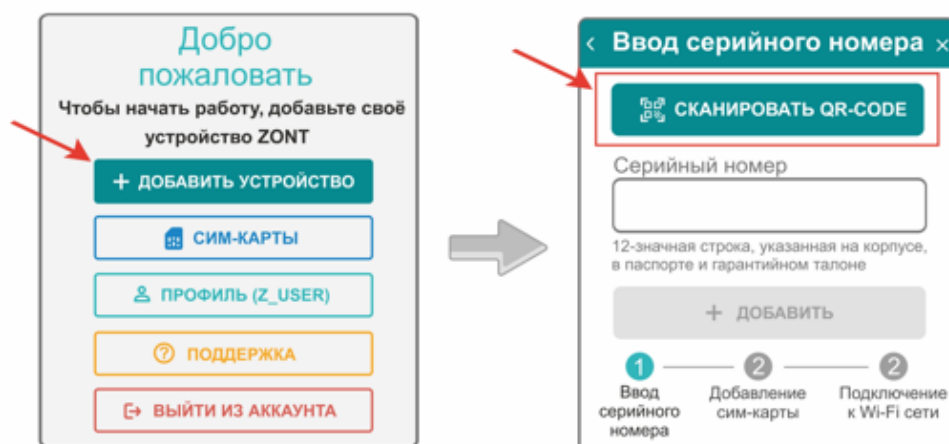 Добро
пожаловать
Чтобы начать работу, добавьте своё
устройство ZONT
+ ДОБАВИТЬ УСТРОЙСТВО
СИМ-КАРТЫ
ПРОФИЛЬ (Z_USER)
ПОДДЕРЖКА
ВЫЙТИ ИЗ АККАУНТА
< Ввод серийного номера ×
СКАНИРОВАТЬ QR-CODE
Серийный номер
12-значная строка, указанная на корпусе,
в паспорте и гарантийном талоне
+ ДОБАВИТЬ
1 2 2
Ввод Добавление Подключение
серийного сим-карты к Wi-Fi сети
номера